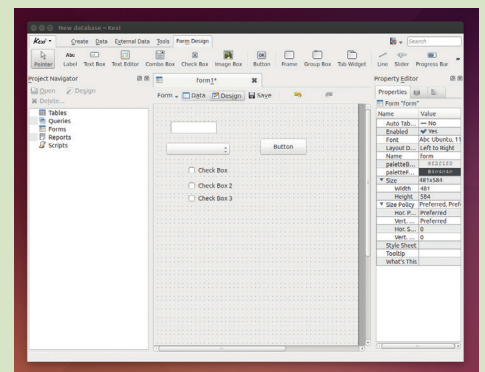 New database - Kexi
Kexi Create Data External Data Tools Form Design Search
Pointer Label Text Box Text Editor Combo Box Check Box Image Box Button Frame Group Box Tab Widget Line Slider Progress Bar
Project Navigator
Open Design
Delete...
Tables
Queries
Forms
Reports
Scripts
form1*
Form Data Design Save
Button
Check Box
Check Box 2
Check Box 3
Property Editor
Properties
Form "form"
Name Value
Auto Tab... No
Enabled Yes
Font Abc Ubuntu, 11
Layout D... Left to Right
Name form
paletteB...
paletteF...
Size 481x584
Width 481
Height 584
Size Policy Preferred, Pref
Hor. P... Preferred
Vert. ... Preferred
Hor. S... 0
Vert. ... 0
Style Sheet
Tooltip
What's This